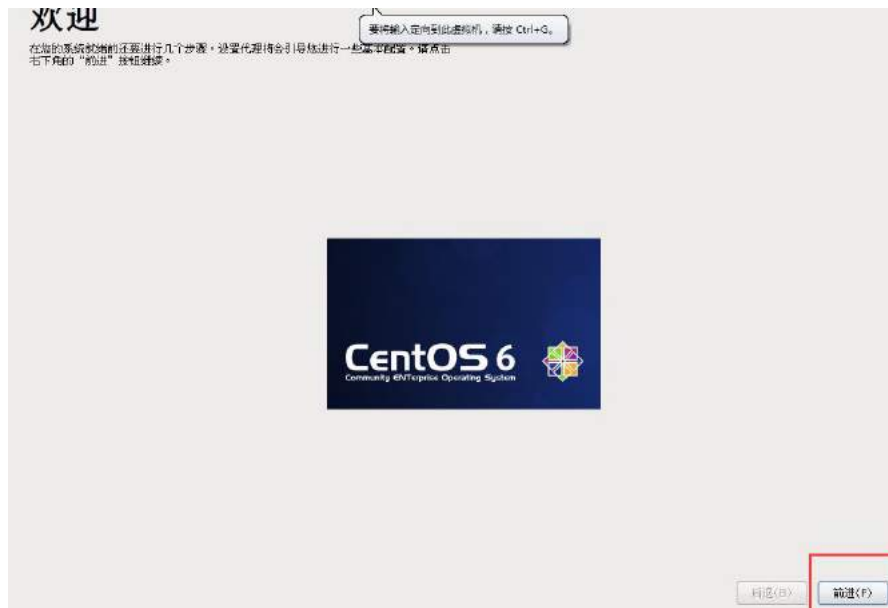 欢迎
要将输入定向到此虚拟机，请按 Ctrl+G。
在您的系统就绪前还要进行几个步骤。设置代理将会引导您进行一些基本配置。请点击
右下角的“前进”按钮继续。
CentOS 6
Community ENTerprise Operating System
后退(B)
前进(F)